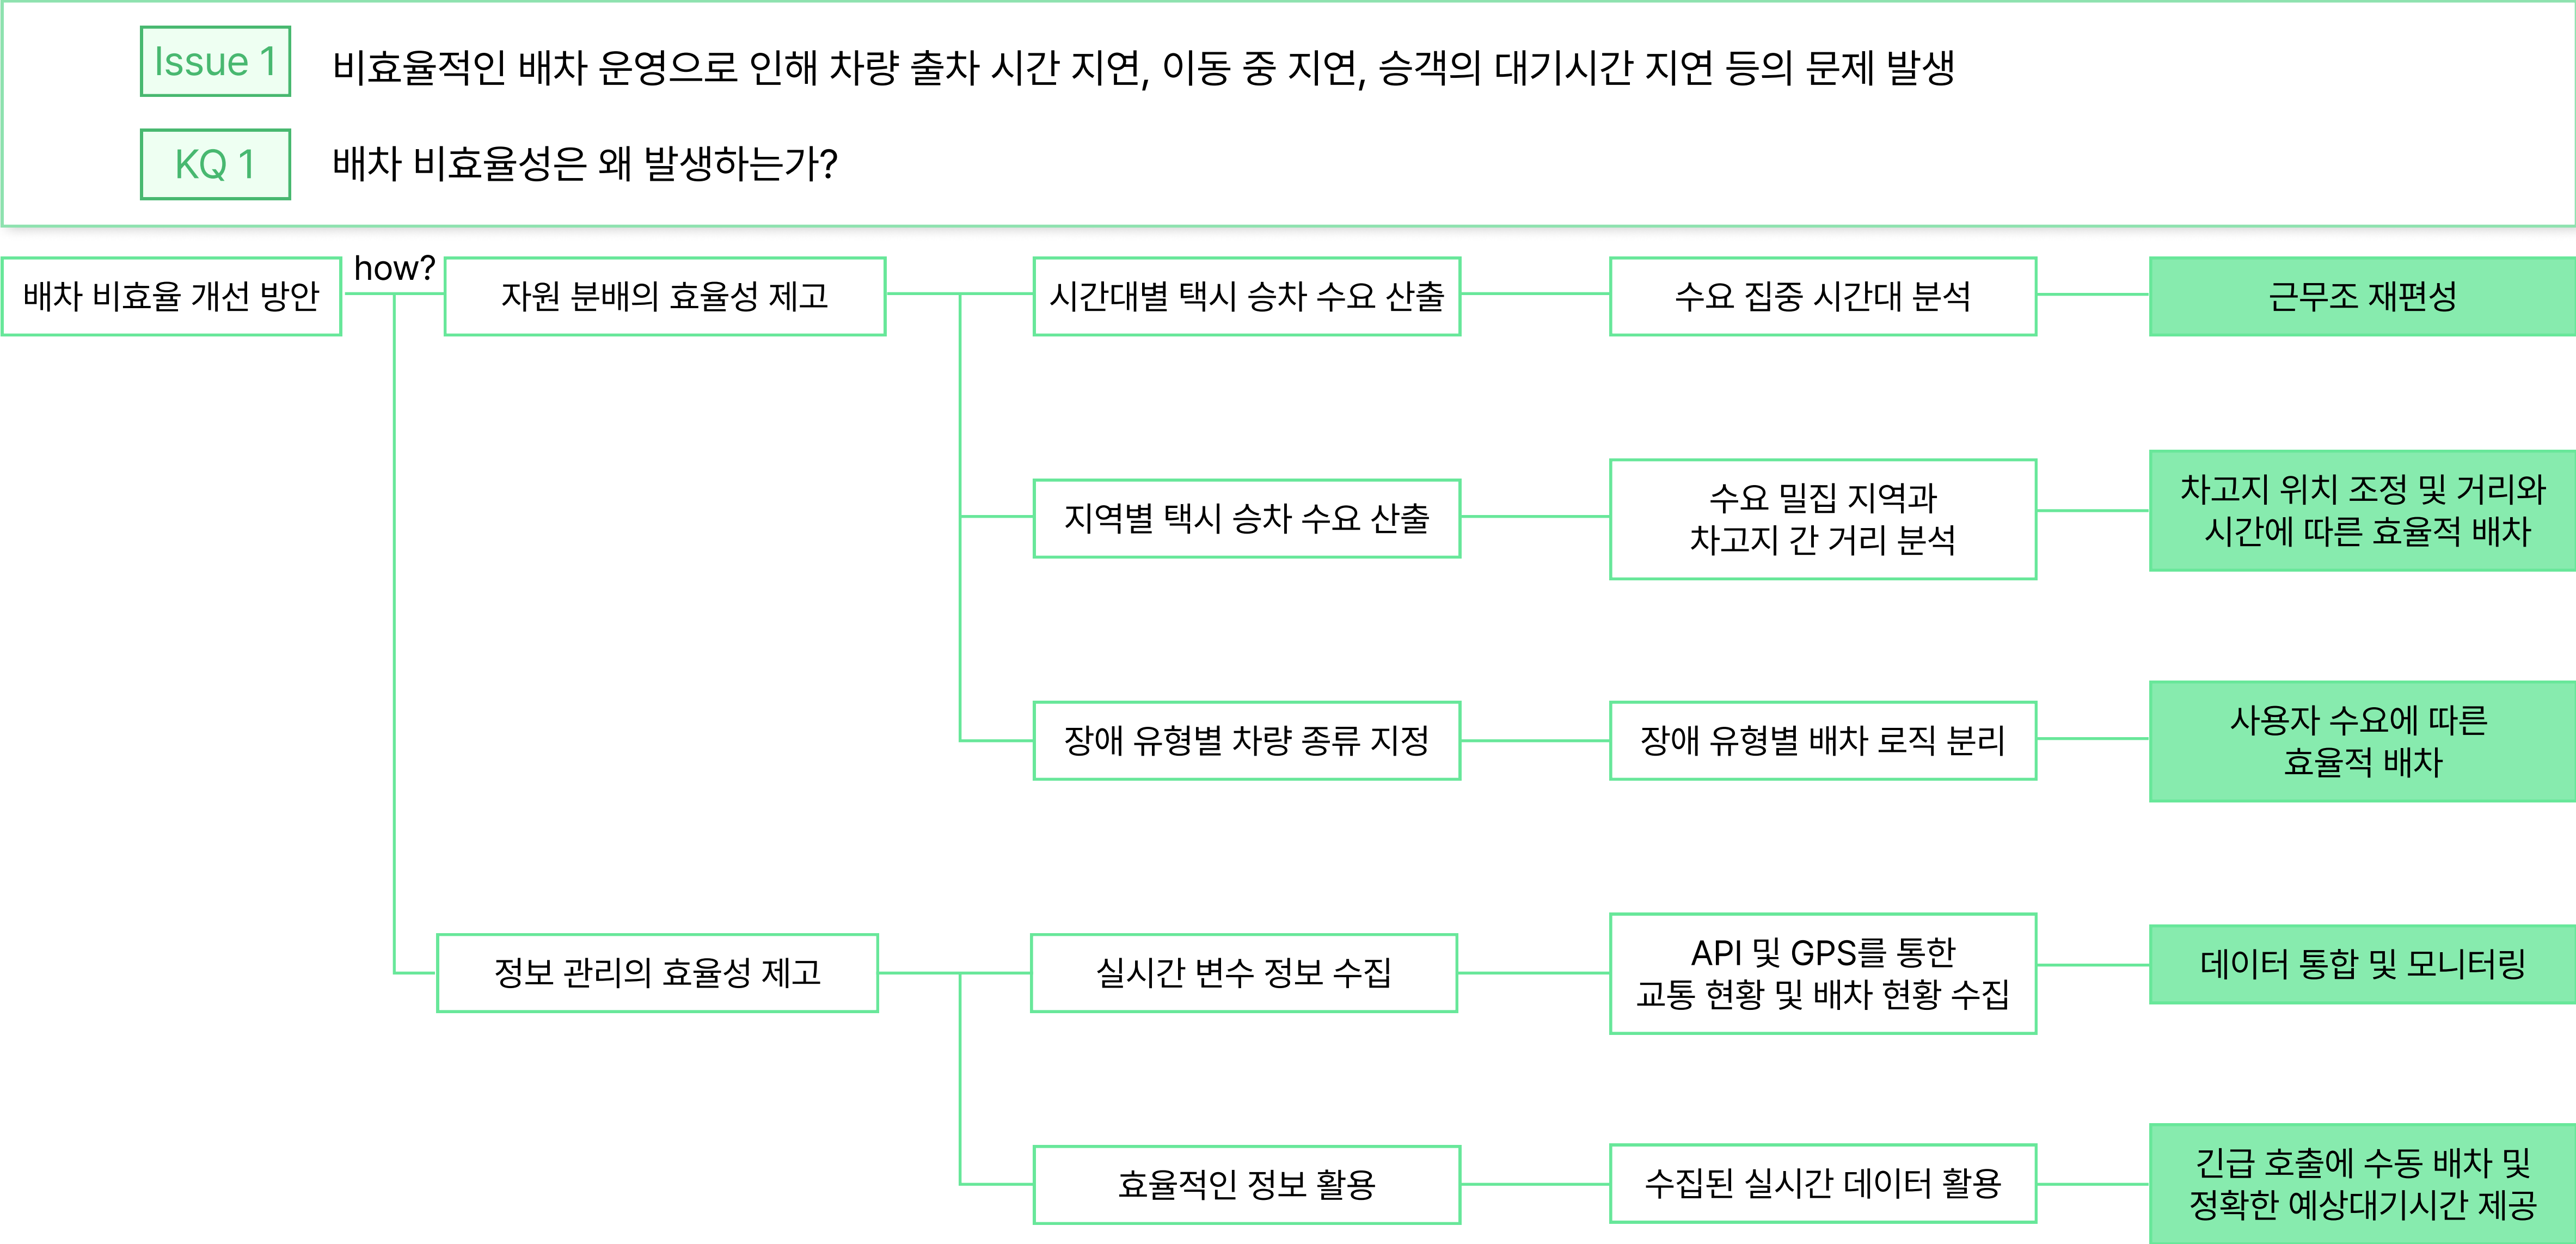 Issue 1
비효율적인 배차 운영으로 인해 차량 출차 시간 지연, 이동 중 지연, 승객의 대기시간 지연 등의 문제 발생
KQ 1
배차 비효율성은 왜 발생하는가?
배차 비효율 개선 방안
how?
자원 분배의 효율성 제고
시간대별 택시 승차 수요 산출
수요 집중 시간대 분석
근무조 재편성
지역별 택시 승차 수요 산출
수요 밀집 지역과
차고지 간 거리 분석
차고지 위치 조정 및 거리와
시간에 따른 효율적 배차
장애 유형별 차량 종류 지정
장애 유형별 배차 로직 분리
사용자 수요에 따른
효율적 배차
정보 관리의 효율성 제고
실시간 변수 정보 수집
API 및 GPS를 통한
교통 현황 및 배차 현황 수집
데이터 통합 및 모니터링
효율적인 정보 활용
수집된 실시간 데이터 활용
긴급 호출에 수동 배차 및
정확한 예상대기시간 제공